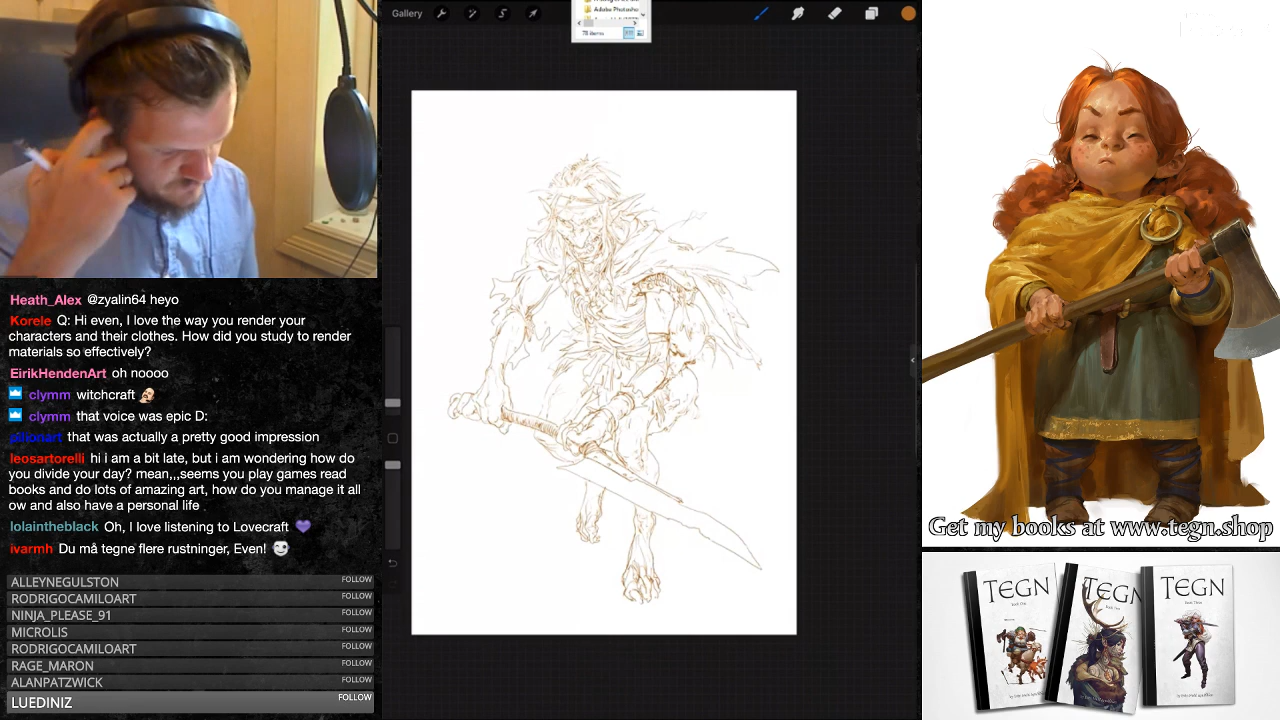 Gallery
Adobe Photosho
78 items
Heath_Alex @zyalin64 heyo
Korele Q: Hi even, I love the way you render your
characters and their clothes. How did you study to render
materials so effectively?
EirikHendenArt oh noooo
clymm witchcraft
clymm that voice was epic D:
that was actually a pretty good impression
leosartorelli hi i am a bit late, but i am wondering how do
you divide your day? mean,,,seems you play games read
books and do lots of amazing art, how do you manage it all
ow and also have a personal life
lolaintheblack Oh, I love listening to Lovecraft
ivarmh Du må tegne flere rustninger, Even!
ALLEYNEGULSTON FOLLOW
RODRIGOCAMILOART FOLLOW
NINJA_PLEASE_91 FOLLOW
MICROLIS FOLLOW
RODRIGOCAMILOART FOLLOW
RAGE_MARON FOLLOW
ALANPATZWICK FOLLOW
LUEDINIZ FOLLOW
Get my books at www.tegn.shop
TEGN
TEGN
TEGN